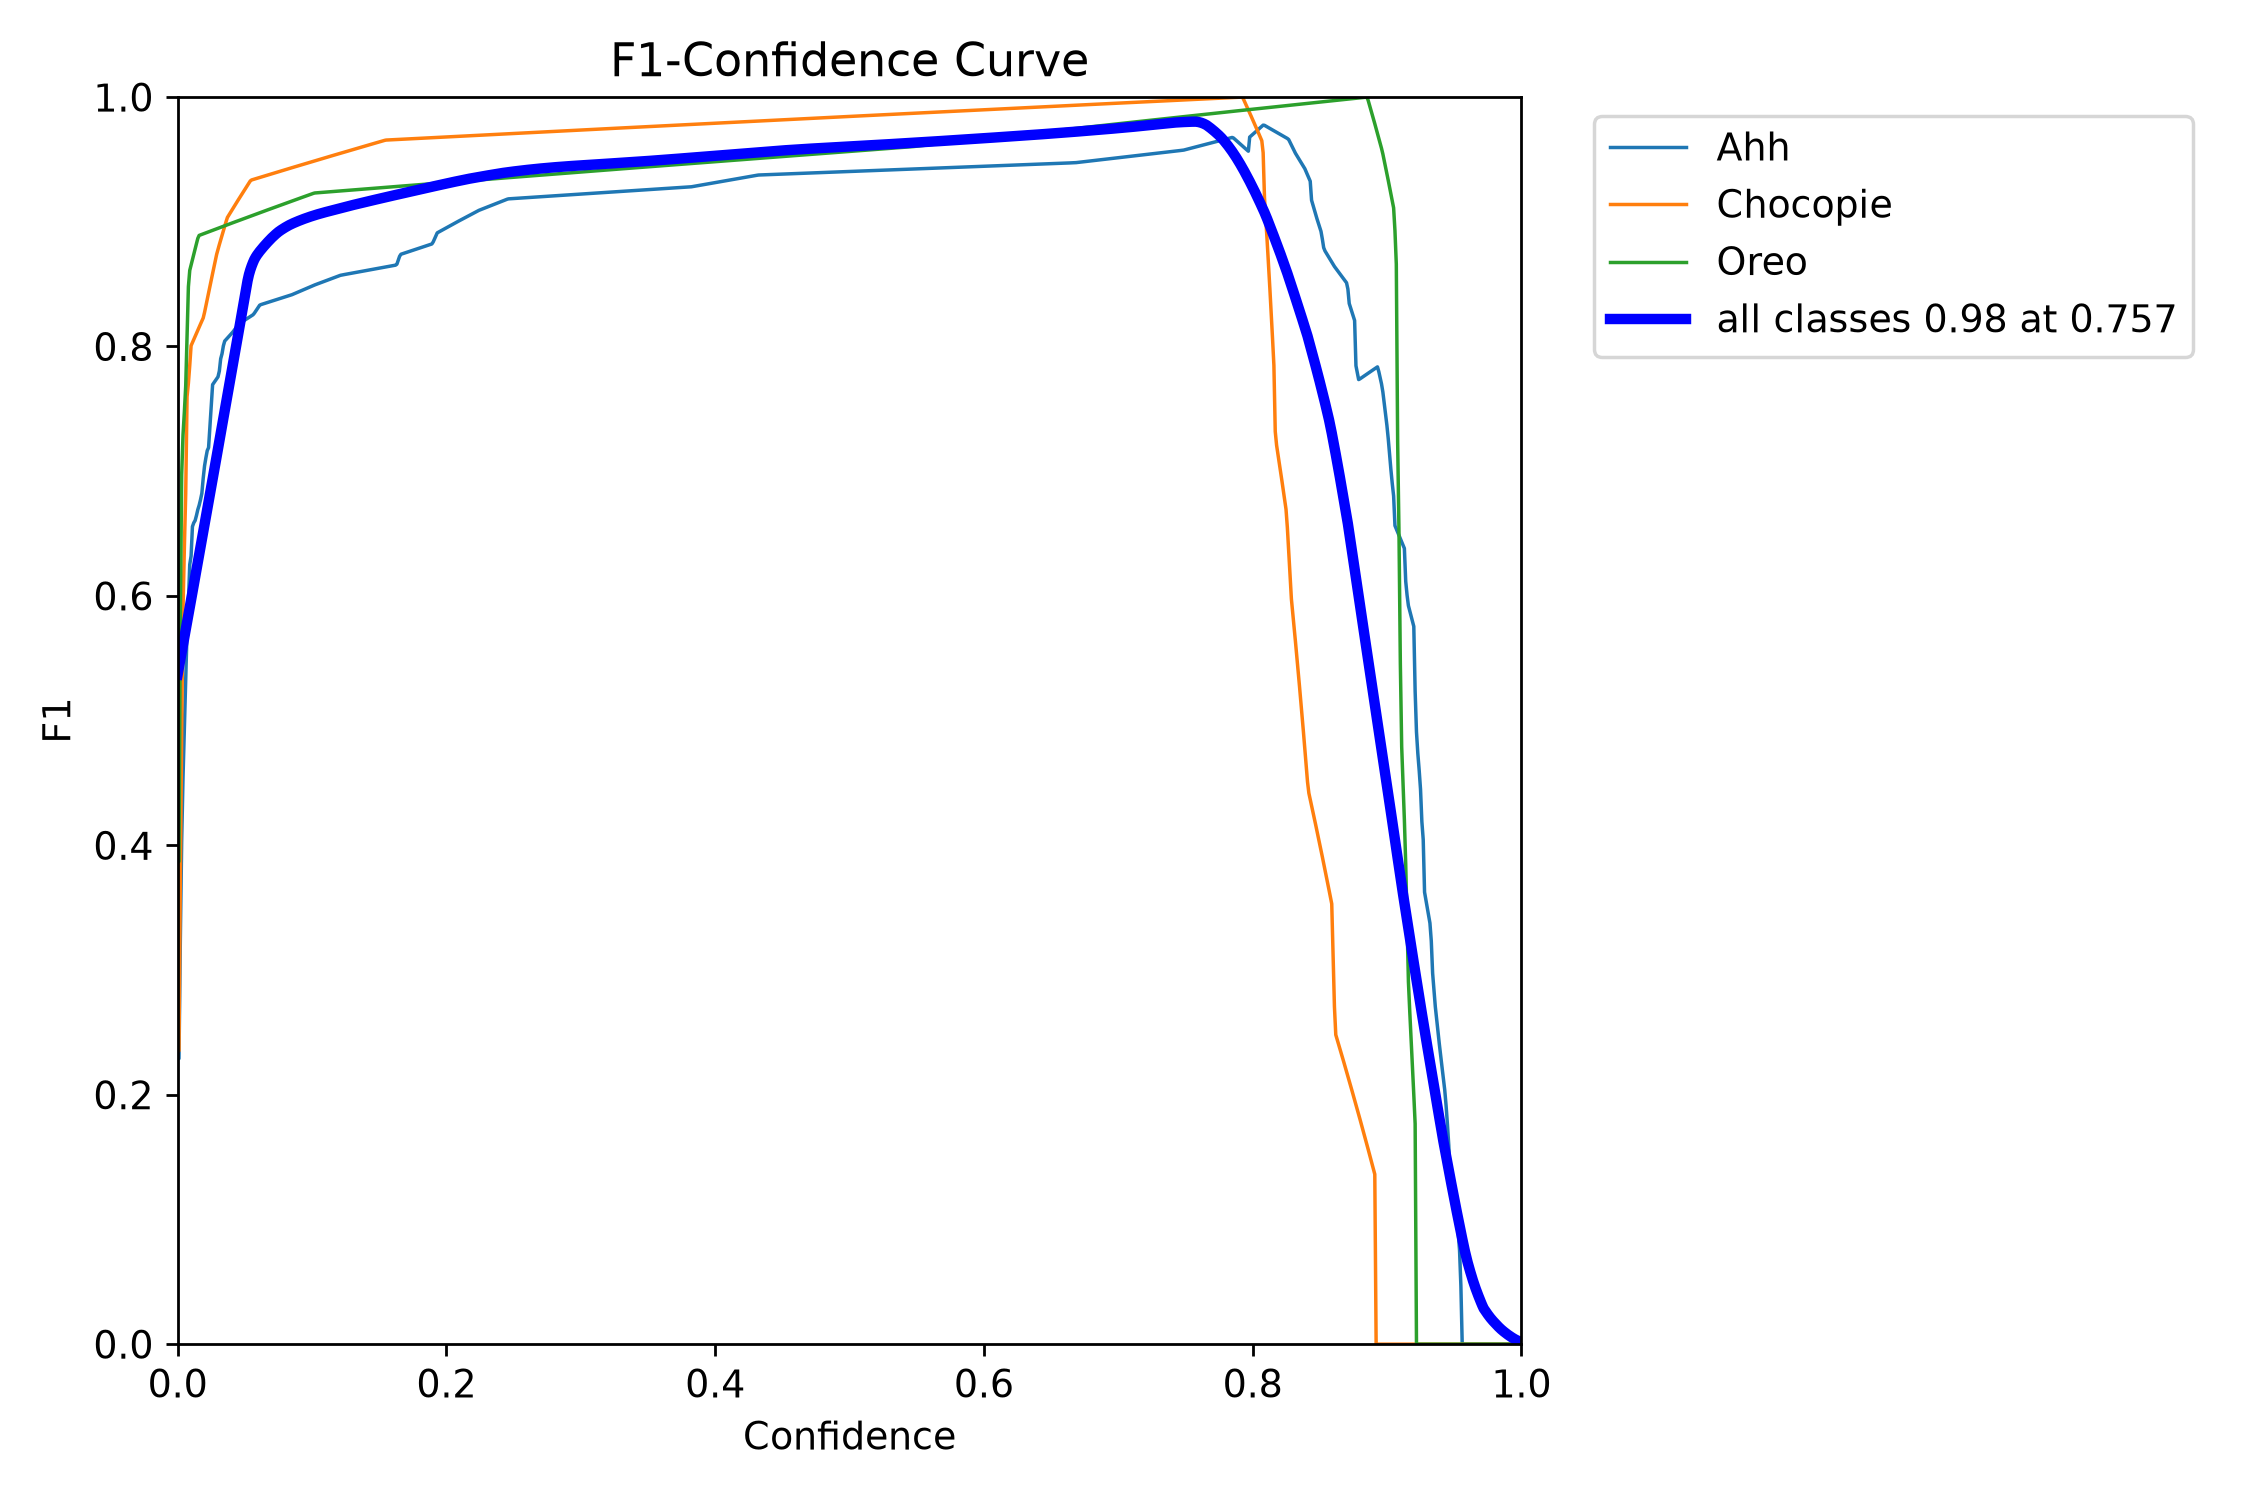 F1-Confidence Curve
1.0
0.8
0.6
0.4
0.2
0.0
F1
0.0 0.2 0.4 0.6 0.8 1.0
Confidence
Ahh
Chocopie
Oreo
all classes 0.98 at 0.757